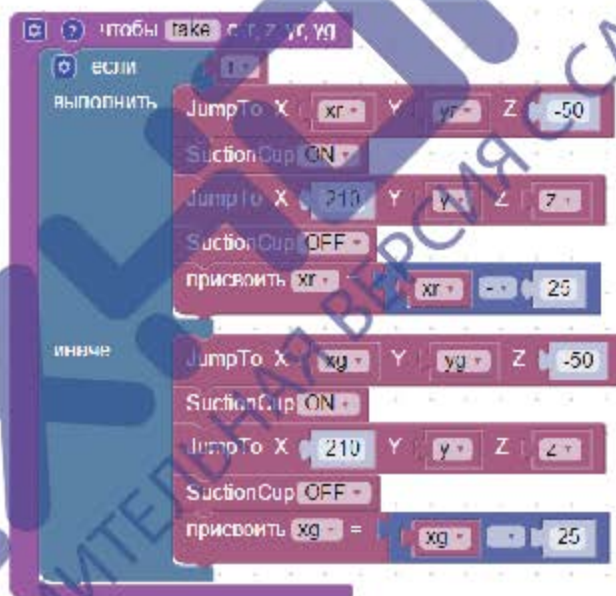 чтобы take c, r, z, yr, yg
если r
выполнить JumpTo X xr Y yr Z -50
SuctionCup ON
JumpTo X 210 Y y Z z
SuctionCup OFF
присвоить xr = xr - 25
иначе JumpTo X xg Y yg Z -50
SuctionCup ON
JumpTo X 210 Y y Z z
SuctionCup OFF
присвоить xg = xg - 25
ВЕРСИЯ С